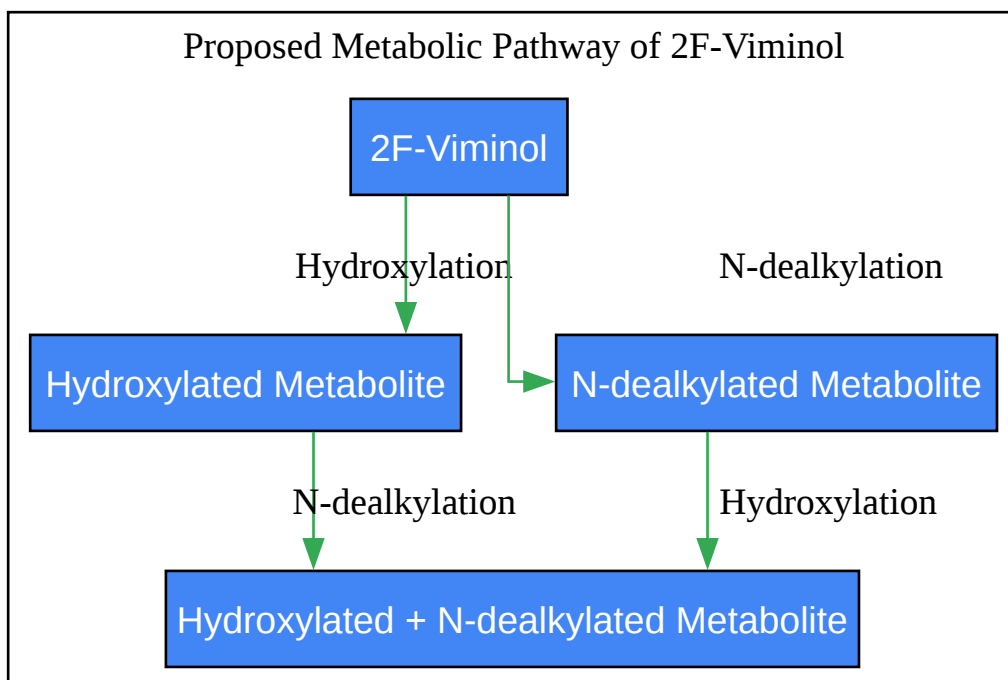 Proposed Metabolic Pathway of 2F-Viminol
2F-Viminol
Hydroxylation
N-dealkylation
Hydroxylated Metabolite
N-dealkylated Metabolite
N-dealkylation
Hydroxylation
Hydroxylated + N-dealkylated Metabolite